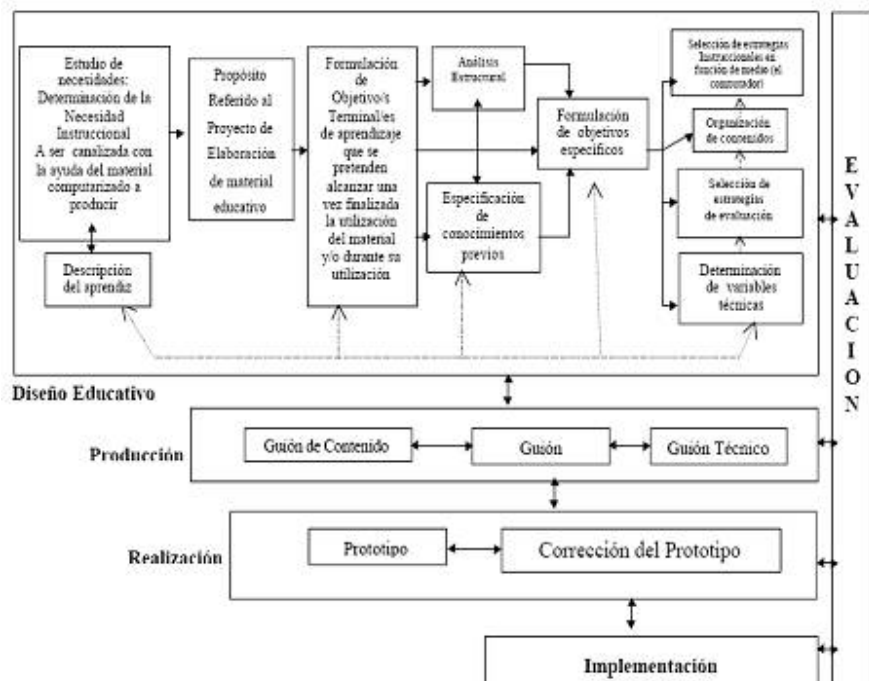 Estudio de
necesidades:
Determinación de la
Necesidad
Instruccional
A ser canalizada con
la ayuda del material
computarizado a
producir
Descripción
del aprendiz
Propósito
Referido al
Proyecto de
Elaboración
de material
educativo
Formulación
de
Objetivo/s
Terminal/es
de aprendizaje
que se
pretenden
alcanzar una
vez finalizada
la utilización
del material
y/o durante su
utilización
Análisis
Estructural
Especificación
de
conocimientos
previos
Formulación
de objetivos
específicos
Selección de estrategias
Instruccionales en
función de medio (el
computador)
Organización
de contenidos
Selección de
estrategias
de evaluación
Determinación
de variables
técnicas
Diseño Educativo
Producción
Guión de Contenido
Guión
Guión Técnico
Realización
Prototipo
Corrección del Prototipo
Implementación
EVALUACION